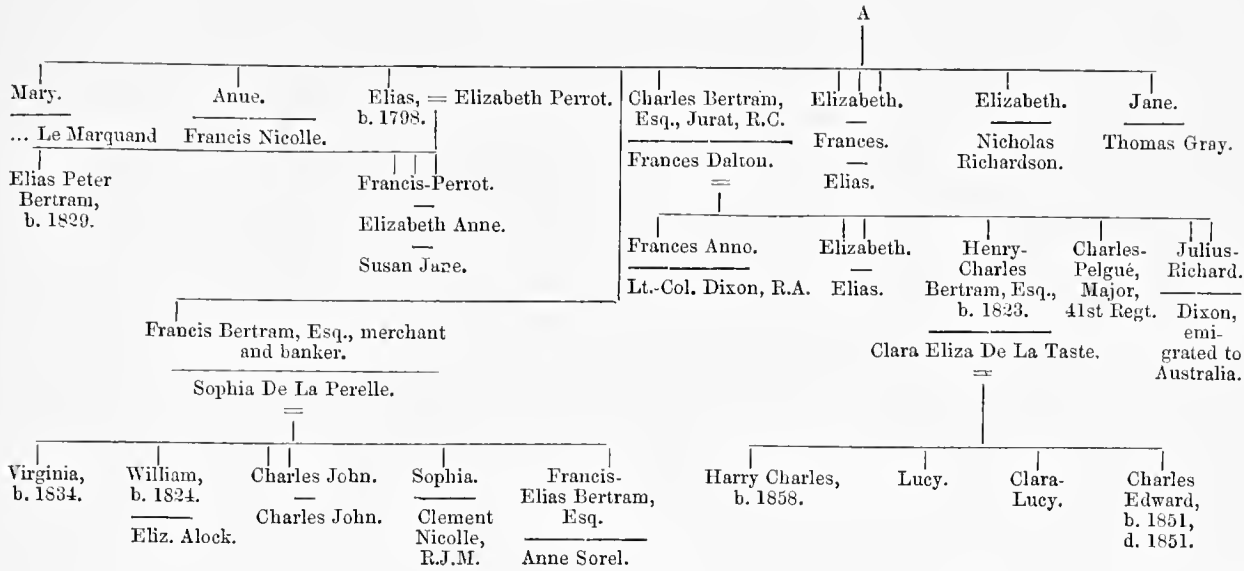 A
Mary.
... Le Marquand
Anue.
Francis Nicolle.
Elias, = Elizabeth Perrot.
b. 1798.
Charles Bertram,
Esq., Jurat, R.C.
Frances Dalton.
=
Elizabeth.
—
Frances.
—
Elias.
Elizabeth.
Nicholas
Richardson.
Jane.
Thomas Gray.
Elias Peter
Bertram,
b. 1829.
Francis-Perrot.
—
Elizabeth Anne.
—
Susan Jane.
Frances Anno.
Lt.-Col. Dixon, R.A.
Elizabeth.
—
Elias.
Henry-
Charles
Bertram, Esq.,
b. 1823.
Clara Eliza De La Taste.
=
Charles-
Pelgué,
Major,
41st Regt.
Julius-
Richard.
Dixon,
emi-
grated to
Australia.
Francis Bertram, Esq., merchant
and banker.
Sophia De La Perelle.
=
Virginia,
b. 1834.
William,
b. 1824.
Eliz. Alock.
Charles John.
—
Charles John.
Sophia.
Clement
Nicolle,
R.J.M.
Francis-
Elias Bertram,
Esq.
Anne Sorel.
Harry Charles,
b. 1858.
Lucy.
Clara-
Lucy.
Charles
Edward,
b. 1851,
d. 1851.